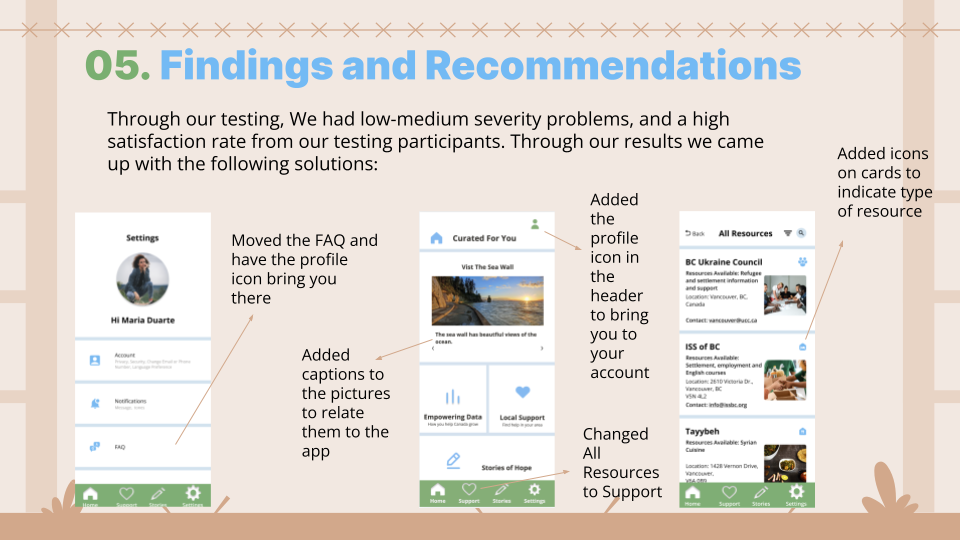 05. Findings and Recommendations
Through our testing, We had low-medium severity problems, and a high
satisfaction rate from our testing participants. Through our results we came
up with the following solutions:
Settings
Hi Maria Duarte
Account
Privacy, Security, Change Email or Phone
Number, Language Preference
Notifications
Message
FAQ
Home
Support
Stories
Settings
Moved the FAQ and
have the profile
icon bring you
there
Added
captions to
the pictures
to relate
them to the
app
Curated For You
Vist The Sea Wall
The sea wall has beautiful views of the
ocean.
Empowering Data
How you help Canada grow
Local Support
Find help in your area
Stories of Hope
Home
Support
Stories
Settings
Added
the
profile
icon in
the
header
to bring
you to
your
account
Changed
All
Resources
to Support
Back
All Resources
BC Ukraine Council
Resources Available: Refugee
and settlement information
and support
Location: Vancouver, BC,
Canada
Contact: vancouver@ucc.ca
ISS of BC
Resources Available:
Settlement, employment and
English courses
Location: 2610 Victoria Dr.,
Vancouver, BC
V5N 4L2
Contact: info@issbc.org
Tayybeh
Resources Available: Syrian
Cuisine
Location: 1428 Vernon Drive,
Vancouver,
Home
Support
Stories
Settings
Added icons
on cards to
indicate type
of resource